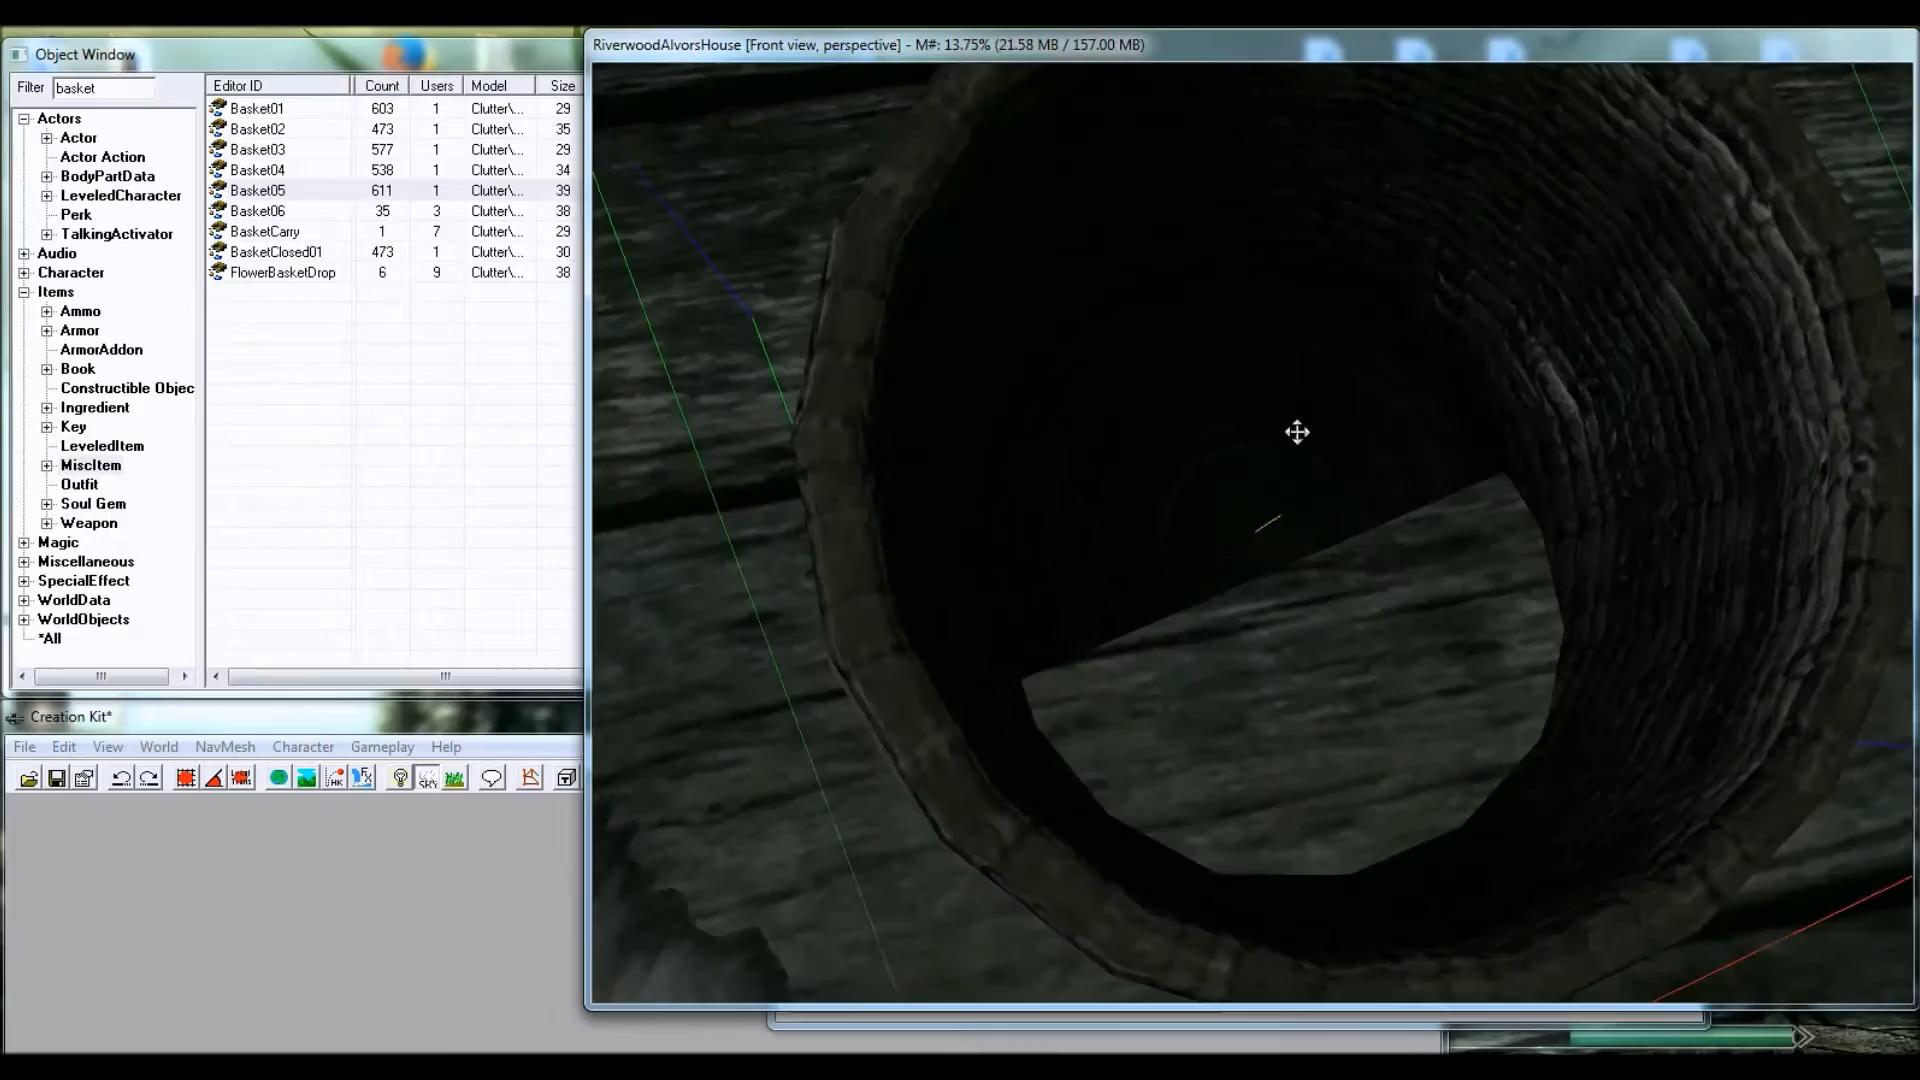 Object Window
Filter basket
Actors
Actor
Actor Action
BodyPartData
LeveledCharacter
Perk
TalkingActivator
Audio
Character
Items
Ammo
Armor
ArmorAddon
Book
Constructible Objec
Ingredient
Key
LeveledItem
MiscItem
Outfit
Soul Gem
Weapon
Magic
Miscellaneous
SpecialEffect
WorldData
WorldObjects
*All
Editor ID Count Users Model Size
Basket01 603 1 Clutter\... 29
Basket02 473 1 Clutter\... 35
Basket03 577 1 Clutter\... 29
Basket04 538 1 Clutter\... 34
Basket05 611 1 Clutter\... 39
Basket06 35 3 Clutter\... 38
BasketCarry 1 7 Clutter\... 29
BasketClosed01 473 1 Clutter\... 30
FlowerBasketDrop 6 9 Clutter\... 38
RiverwoodAlvorsHouse [Front view, perspective] - M#: 13.75% (21.58 MB / 157.00 MB)
Creation Kit*
File Edit View World NavMesh Character Gameplay Help
SKY